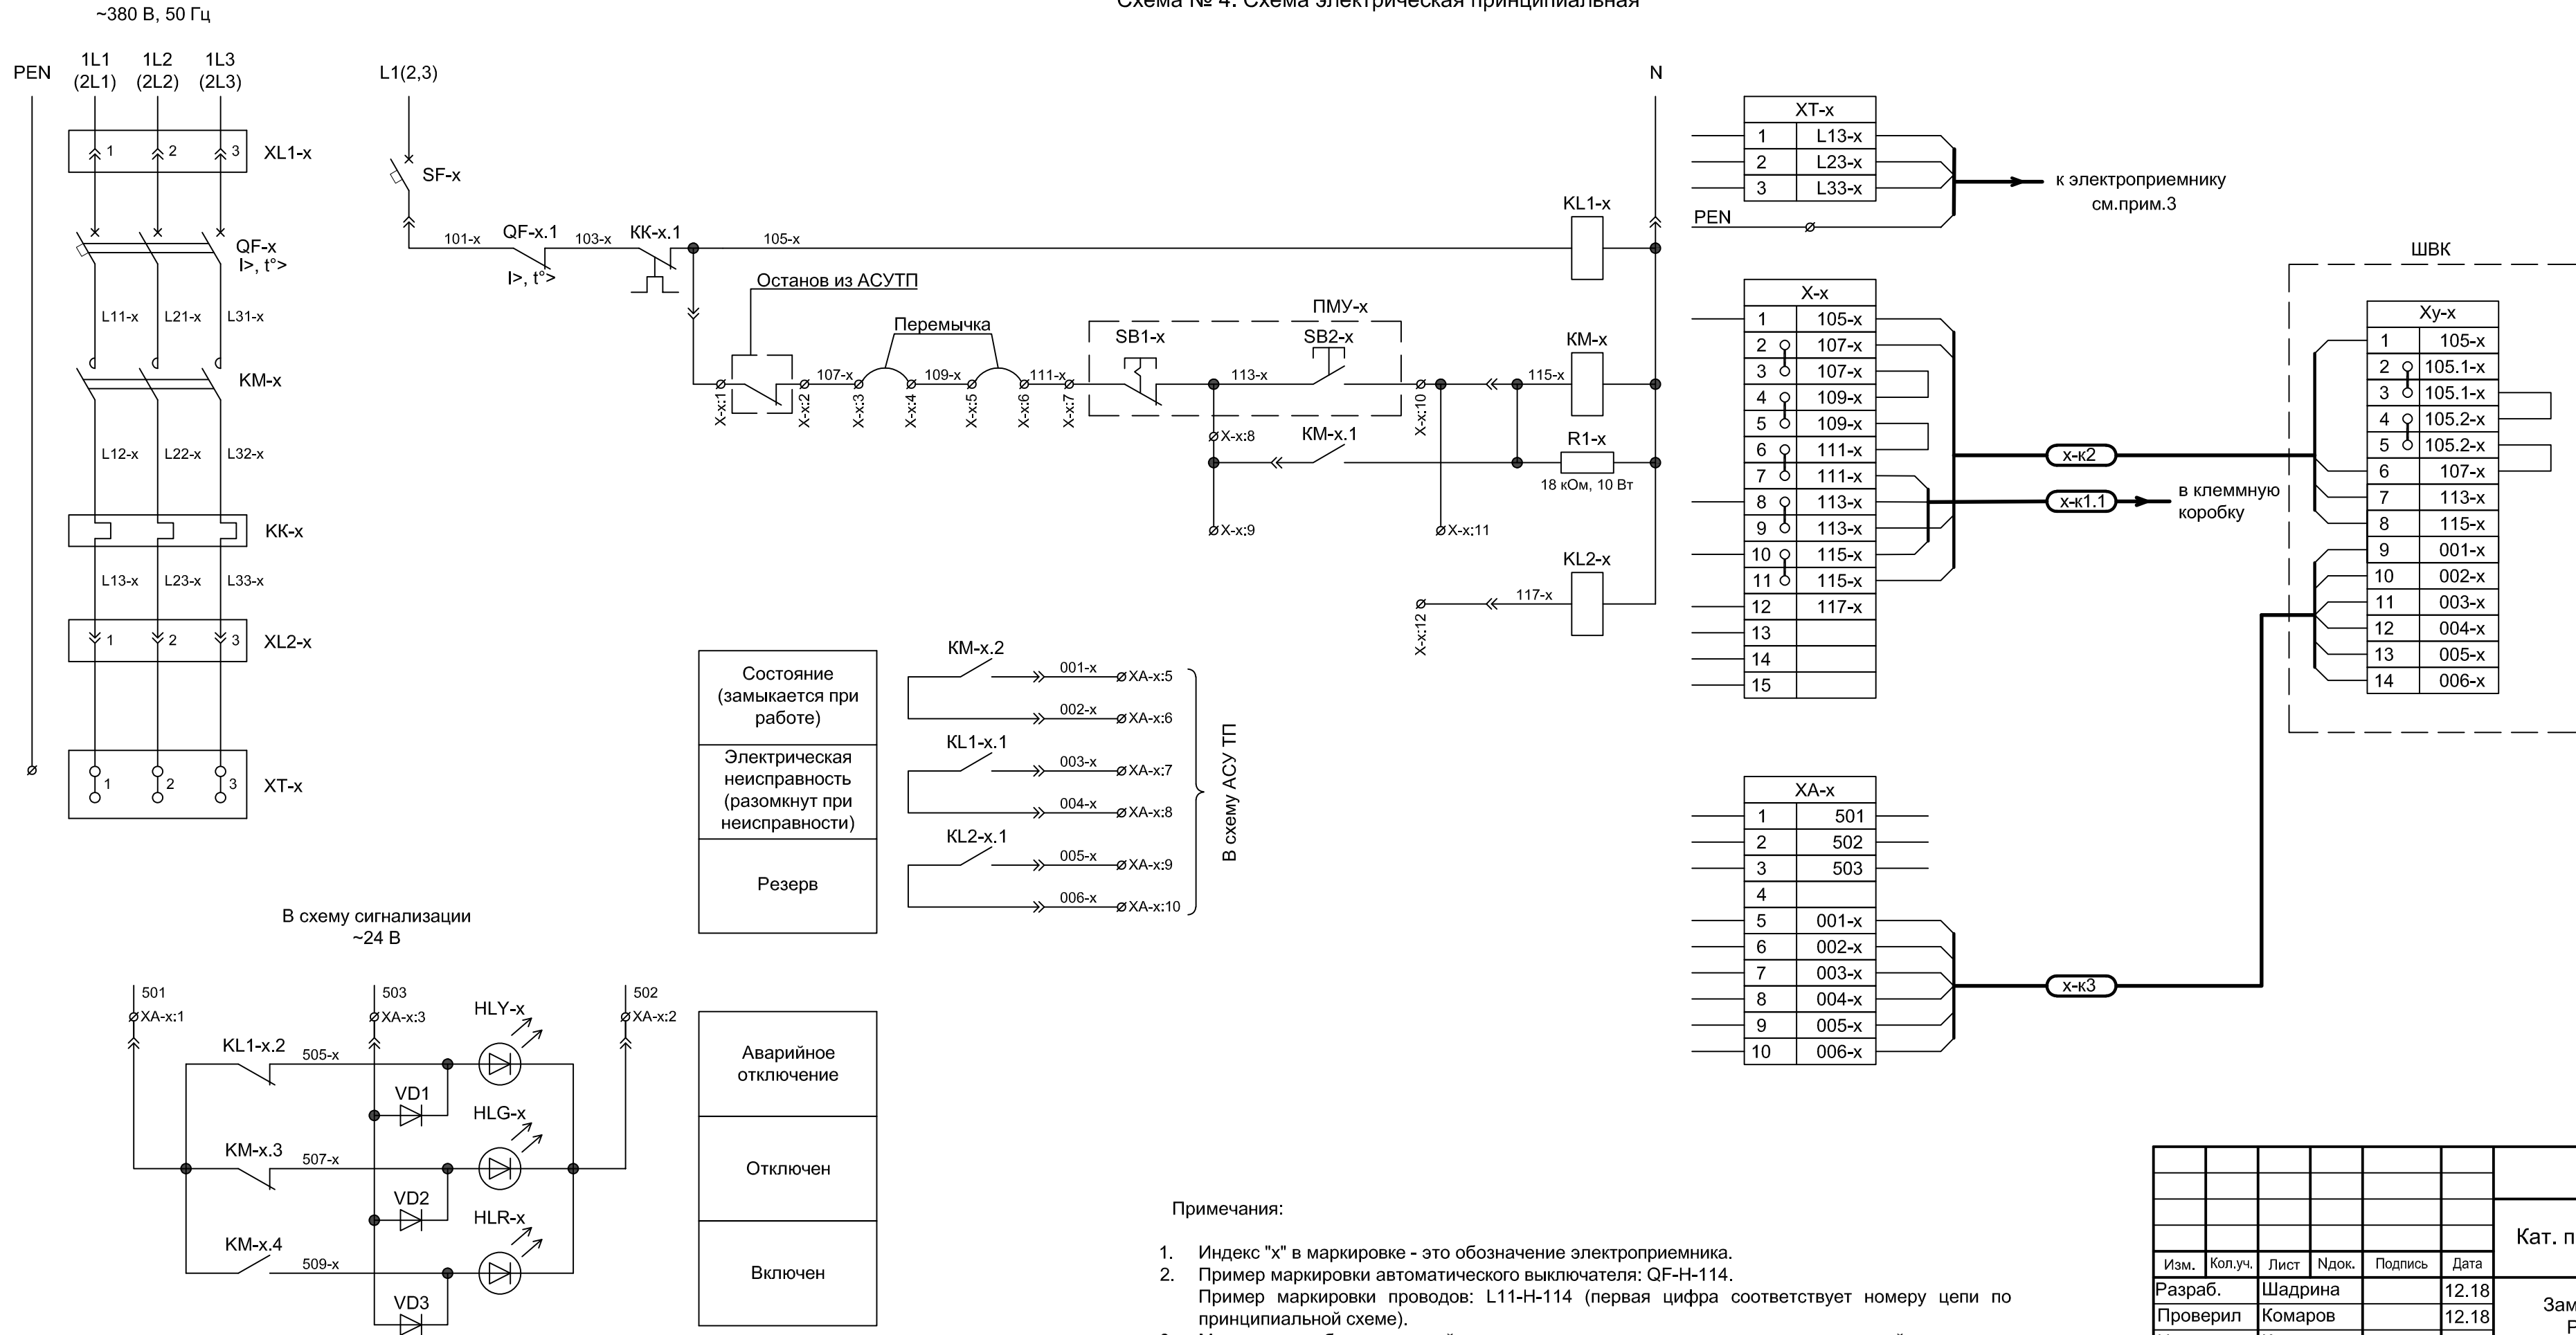 Схема № 4. Схема электрическая принципиальная
~380 В, 50 Гц
PEN
1L1 (2L1)
1L2 (2L2)
1L3 (2L3)
1
2
3
XL1-x
QF-x
I>, t°>
L11-x
L21-x
L31-x
KM-x
L12-x
L22-x
L32-x
KK-x
L13-x
L23-x
L33-x
1
2
3
XL2-x
1
2
3
XT-x
L1(2,3)
SF-x
101-x
QF-x.1
I>, t°>
103-x
KK-x.1
105-x
KL1-x
N
Останов из АСУТП
Перемычка
ПМУ-x
SB1-x
SB2-x
KM-x
107-x
109-x
111-x
113-x
115-x
X-x:1
X-x:2
X-x:3
X-x:4
X-x:5
X-x:6
X-x:7
X-x:10
X-x:8
KM-x.1
R1-x
18 кОм, 10 Вт
X-x:9
X-x:11
KL2-x
117-x
X-x:12
Состояние
(замыкается при
работе)
Электрическая
неисправность
(разомкнут при
неисправности)
Резерв
KM-x.2
001-x
XA-x:5
002-x
XA-x:6
KL1-x.1
003-x
XA-x:7
004-x
XA-x:8
KL2-x.1
005-x
XA-x:9
006-x
XA-x:10
В схему АСУ ТП
В схему сигнализации
~24 В
501
503
502
XA-x:1
XA-x:3
XA-x:2
HLY-x
KL1-x.2
505-x
VD1
HLG-x
KM-x.3
507-x
VD2
HLR-x
KM-x.4
509-x
VD3
Аварийное
отключение
Отключен
Включен
XT-x
1 L13-x
2 L23-x
3 L33-x
PEN
к электроприемнику
см.прим.3
X-x
1 105-x
2 107-x
3 107-x
4 109-x
5 109-x
6 111-x
7 111-x
8 113-x
9 113-x
10 115-x
11 115-x
12 117-x
13
14
15
x-к2
x-к1.1
в клеммную
коробку
XA-x
1 501
2 502
3 503
4
5 001-x
6 002-x
7 003-x
8 004-x
9 005-x
10 006-x
x-к3
ШВК
Xy-x
1 105-x
2 105.1-x
3 105.1-x
4 105.2-x
5 105.2-x
6 107-x
7 113-x
8 115-x
9 001-x
10 002-x
11 003-x
12 004-x
13 005-x
14 006-x
Примечания:
1. Индекс "x" в маркировке - это обозначение электроприемника.
2. Пример маркировки автоматического выключателя: QF-H-114.
Пример маркировки проводов: L11-H-114 (первая цифра соответствует номеру цепи по
принципиальной схеме).
Изм. Кол.уч. Лист Nдок. Подпись Дата
Разраб. Шадрина 12.18
Проверил Комаров 12.18
Кат. п
Зам